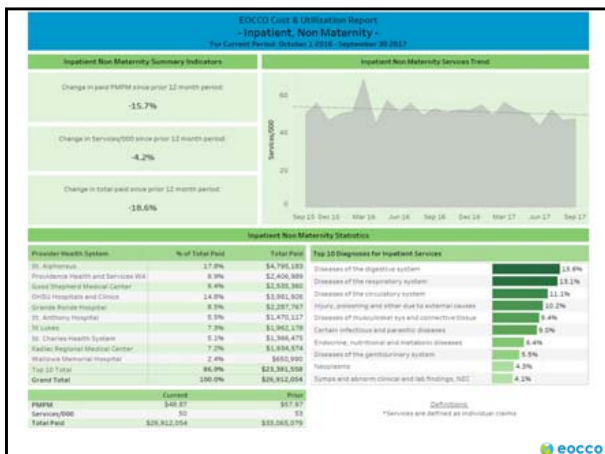 EOCCO Cost & Utilization Report
- Inpatient, Non Maternity -
For Current Period: October 1 2016 - September 30 2017
Inpatient Non Maternity Summary Indicators
Change in paid PMPM since prior 12 month period:
-15.7%
Change in Services/000 since prior 12 month period:
-4.2%
Change in total paid since prior 12 month period:
-18.6%
Inpatient Non Maternity Services Trend
Services/000
60
40
20
0
Sep 15 Dec 15 Mar 16 Jun 16 Sep 16 Dec 16 Mar 17 Jun 17 Sep 17
Inpatient Non Maternity Statistics
Provider Health System % of Total Paid Total Paid
St. Alphonsus 17.8% $4,795,183
Providence Health and Services WA 8.9% $2,406,989
Good Shepherd Medical Center 9.4% $2,535,360
OHSU Hospitals and Clinics 14.8% $3,981,926
Grande Ronde Hospital 8.5% $2,287,767
St. Anthony Hospital 5.5% $1,470,117
St Lukes 7.3% $1,962,178
St. Charles Health System 5.1% $1,366,475
Kadlec Regional Medical Center 7.2% $1,934,574
Wallowa Memorial Hospital 2.4% $650,990
Top 10 Total 86.9% $23,391,558
Grand Total 100.0% $26,912,054
Top 10 Diagnoses for Inpatient Services
Diseases of the digestive system 13.8%
Diseases of the respiratory system 13.1%
Diseases of the circulatory system 11.1%
Injury, poisoning and other due to external causes 10.2%
Diseases of musculoskel sys and connective tissue 9.4%
Certain infectious and parasitic diseases 9.0%
Endocrine, nutritional and metabolic diseases 6.4%
Diseases of the genitourinary system 5.5%
Neoplasms 4.3%
Symps and abnorm clinical and lab findings, NEC 4.1%
Current Prior
PMPM $48.87 $57.97
Services/000 50 53
Total Paid $26,912,054 $33,065,079
Definitions:
*Services are defined as individual claims
eocco